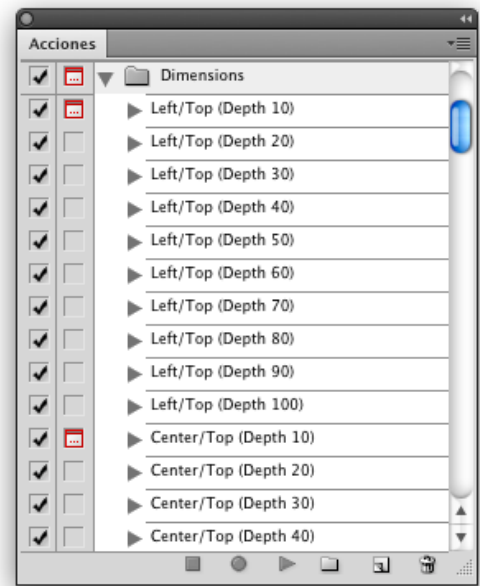 Acciones
Dimensions
Left/Top (Depth 10)
Left/Top (Depth 20)
Left/Top (Depth 30)
Left/Top (Depth 40)
Left/Top (Depth 50)
Left/Top (Depth 60)
Left/Top (Depth 70)
Left/Top (Depth 80)
Left/Top (Depth 90)
Left/Top (Depth 100)
Center/Top (Depth 10)
Center/Top (Depth 20)
Center/Top (Depth 30)
Center/Top (Depth 40)